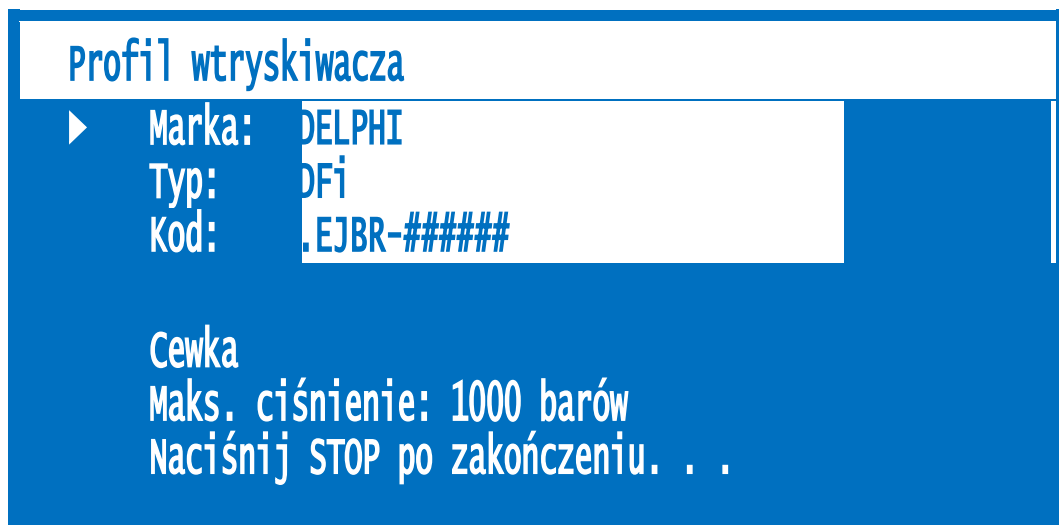 Profil wtryskiwacza
Marka: DELPHI
Typ: DFi
Kod: .EJBR-######
Cewka
Maks. ciśnienie: 1000 barów
Naciśnij STOP po zakończeniu. . .